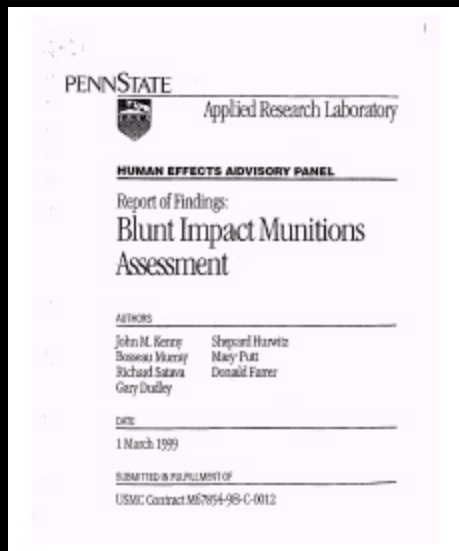 PENNSTATE
Applied Research Laboratory
HUMAN EFFECTS ADVISORY PANEL
Report of Findings:
Blunt Impact Munitions
Assessment
AUTHORS
John M. Kenny Shepard Hurwitz
Bosseau Murray Mary Putt
Richard Satava Donald Farrer
Gary Dudley
DATE
1 March 1999
SUBMITTED IN FULFILLMENT OF
USMC Contract M67854-98-C-0012